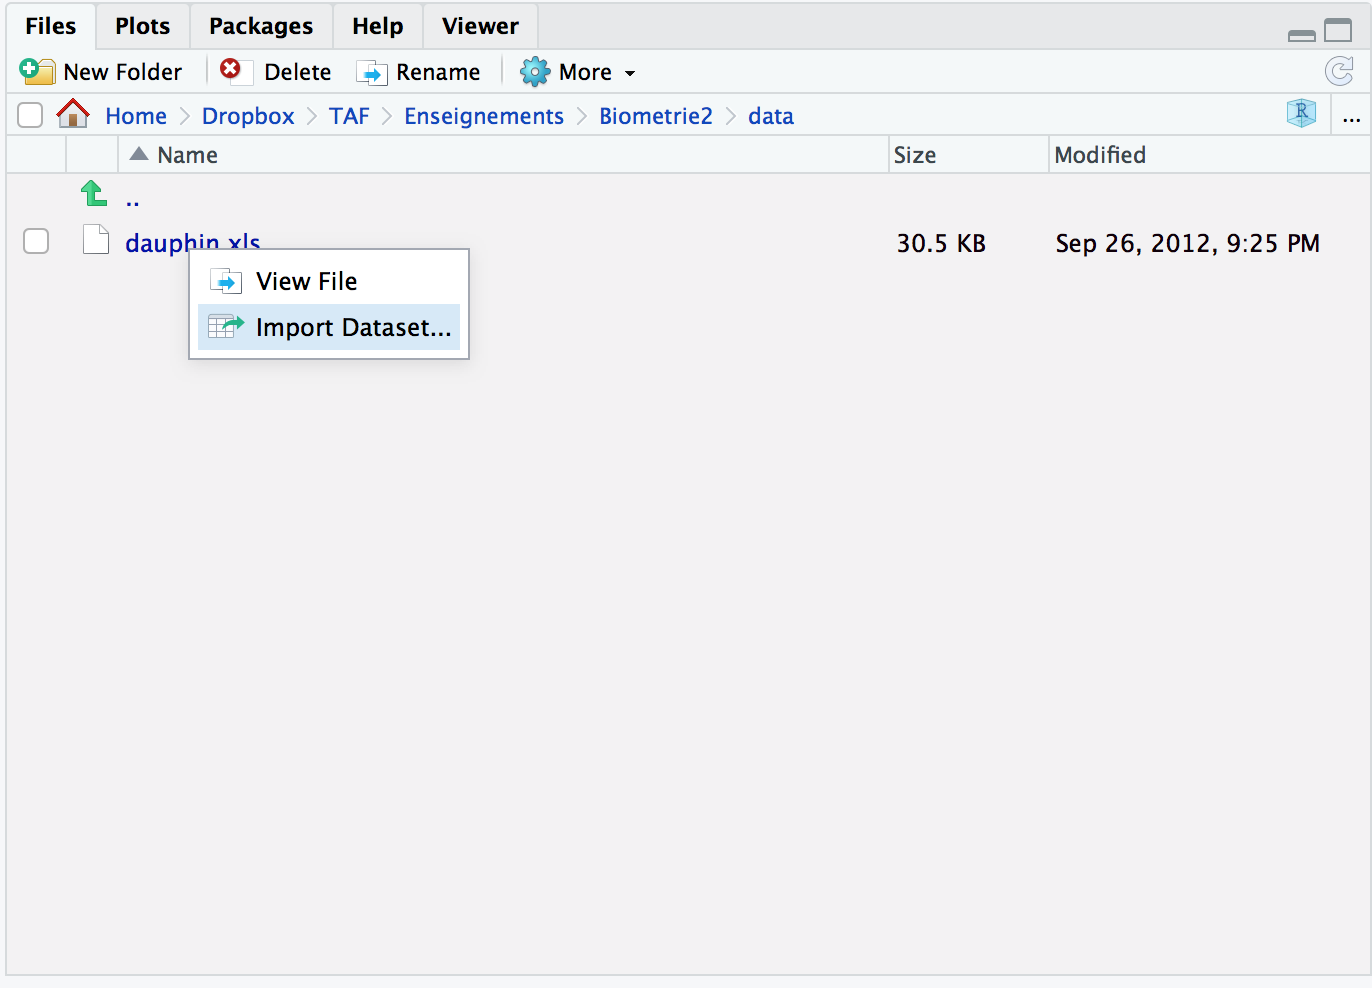 Files Plots Packages Help Viewer
New Folder Delete Rename More
Home Dropbox TAF Enseignements Biometrie2 data R ...
Name Size Modified
..
dauphin.xls 30.5 KB Sep 26, 2012, 9:25 PM
View File
Import Dataset...